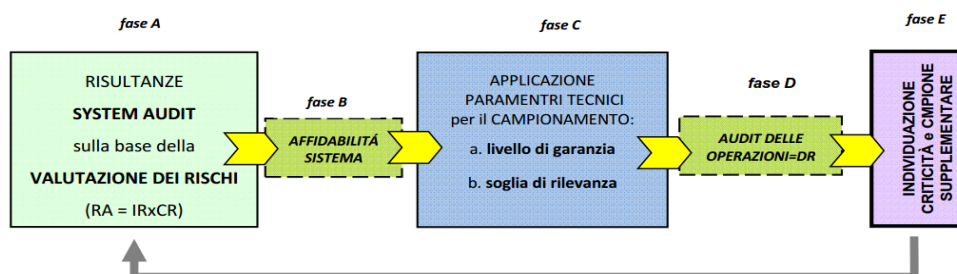 fase A
RISULTANZE
SYSTEM AUDIT
sulla base della
VALUTAZIONE DEI RISCHI
(RA = IRxCR)
fase B
AFFIDABILITÁ
SISTEMA
fase C
APPLICAZIONE
PARAMENTRI TECNICI
per il CAMPIONAMENTO:
a. livello di garanzia
b. soglia di rilevanza
fase D
AUDIT DELLE
OPERAZIONI=DR
fase E
INDIVIDUAZIONE
CRITICITÀ e CMPIONE
SUPPLEMENTARE